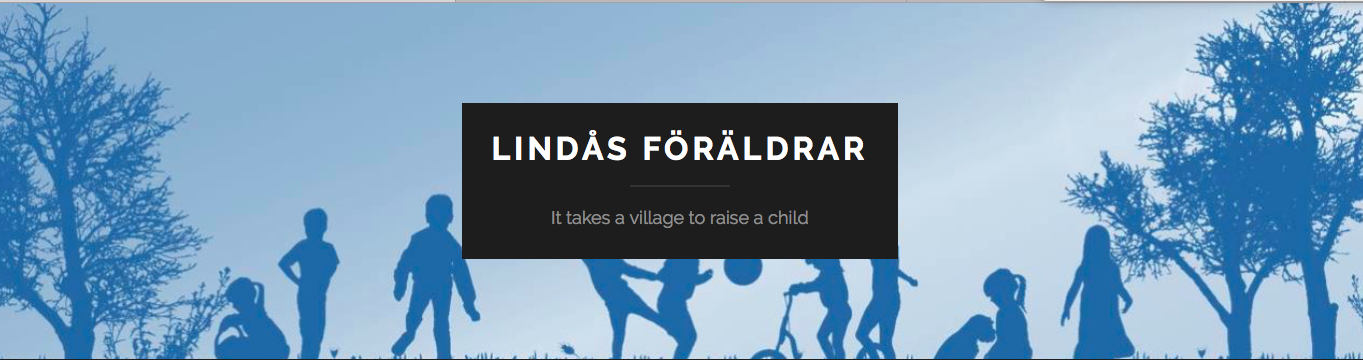 LINDÅS FÖRÄLDRAR
It takes a village to raise a child